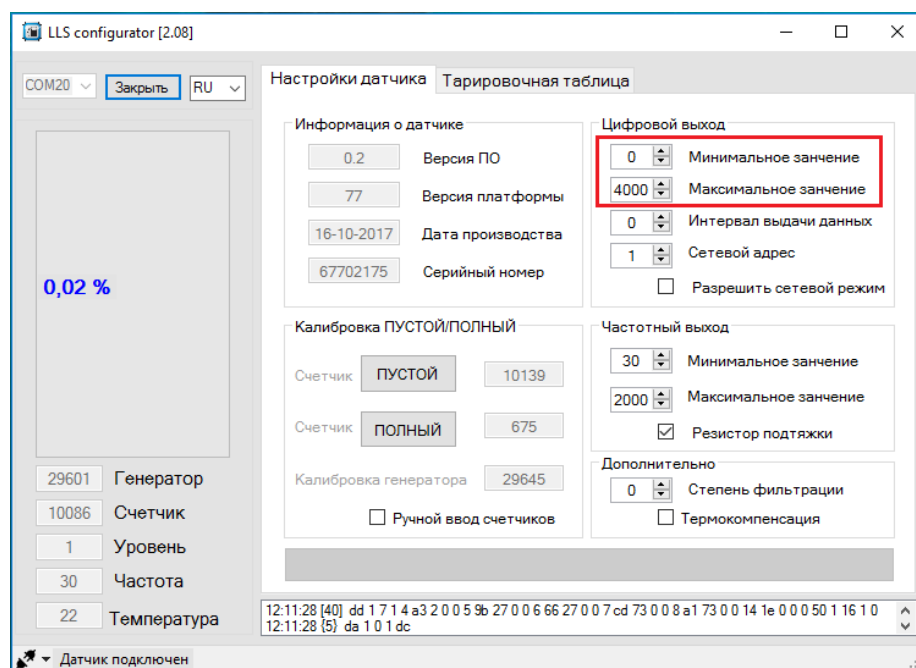 LLS configurator [2.08]
COM20 Закрыть RU
Настройки датчика Тарировочная таблица
Информация о датчике
0.2 Версия ПО
77 Версия платформы
16-10-2017 Дата производства
67702175 Серийный номер
Цифровой выход
0 Минимальное занчение
4000 Максимальное занчение
0 Интервал выдачи данных
1 Сетевой адрес
Разрешить сетевой режим
0,02 %
Калибровка ПУСТОЙ/ПОЛНЫЙ
Счетчик ПУСТОЙ 10139
Счетчик ПОЛНЫЙ 675
Калибровка генератора 29645
Ручной ввод счетчиков
Частотный выход
30 Минимальное занчение
2000 Максимальное занчение
Резистор подтяжки
Дополнительно
0 Степень фильтрации
Термокомпенсация
29601 Генератор
10086 Счетчик
1 Уровень
30 Частота
22 Температура
12:11:28 [40] dd 1 7 1 4 a3 2 0 0 5 9b 27 0 0 6 66 27 0 0 7 cd 73 0 0 8 a1 73 0 0 14 1e 0 0 0 50 1 16 1 0
12:11:28 {5} da 1 0 1 dc
Датчик подключен